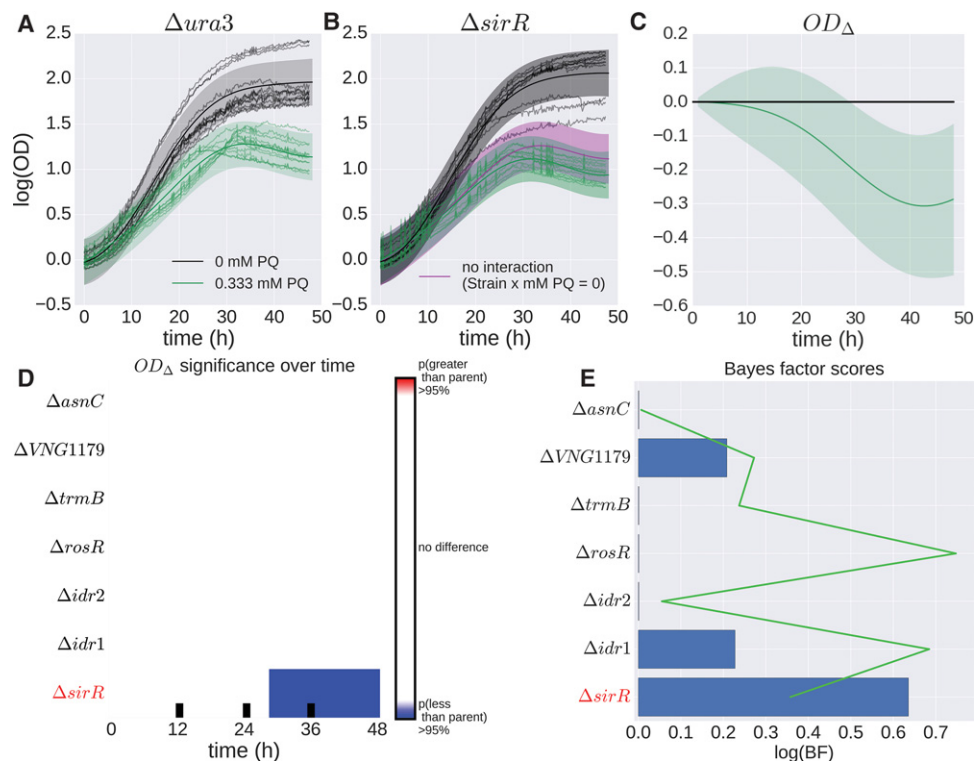 A
Δura3
B
ΔsirR
C
OD_Δ
2.5
2.0
1.5
1.0
0.5
0.0
−0.5
log(OD)
0 10 20 30 40 50
time (h)
0 mM PQ
0.333 mM PQ
2.5
2.0
1.5
1.0
0.5
0.0
−0.5
0 10 20 30 40 50
time (h)
no interaction
(Strain x mM PQ = 0)
0.2
0.1
0.0
−0.1
−0.2
−0.3
−0.4
−0.5
−0.6
0 10 20 30 40 50
time (h)
D
OD_Δ significance over time
ΔasnC
ΔVNG1179
ΔtrmB
ΔrosR
Δidr2
Δidr1
ΔsirR
0 12 24 36 48
time (h)
p(greater
than parent)
>95%
no difference
p(less
than parent)
>95%
E
Bayes factor scores
ΔasnC
ΔVNG1179
ΔtrmB
ΔrosR
Δidr2
Δidr1
ΔsirR
0.0 0.1 0.2 0.3 0.4 0.5 0.6 0.7
log(BF)